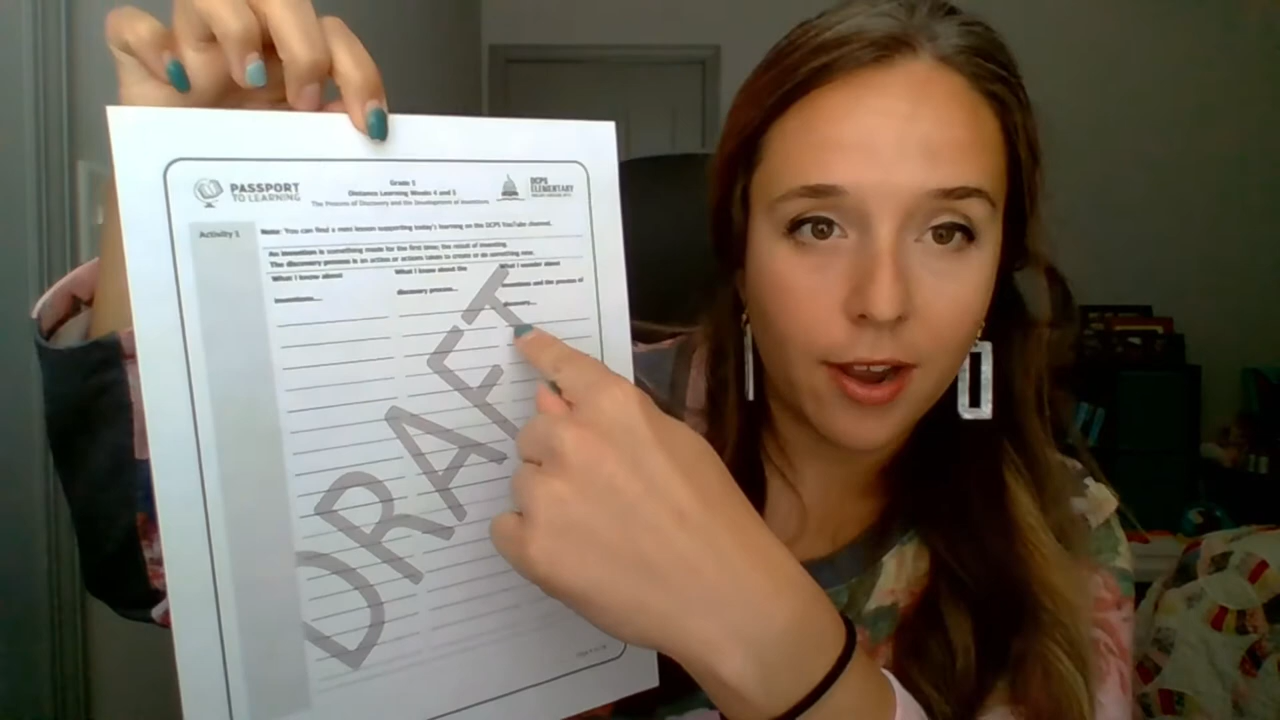 PASSPORT
TO LEARNING
Grade 5
Distance Learning Weeks 4 and 5
The Process of Discovery and the Development of Inventions
DCPS
ELEMENTARY
Activity 1
Note: You can find a mini lesson supporting today's learning on the DCPS YouTube channel.
An invention is something made for the first time; the result of inventing.
The discovery process is an action or actions taken to create or do something new.
What I know about
inventions....
What I know about the
discovery process...
What I wonder about
inventions and the process of
discovery...
DRAFT